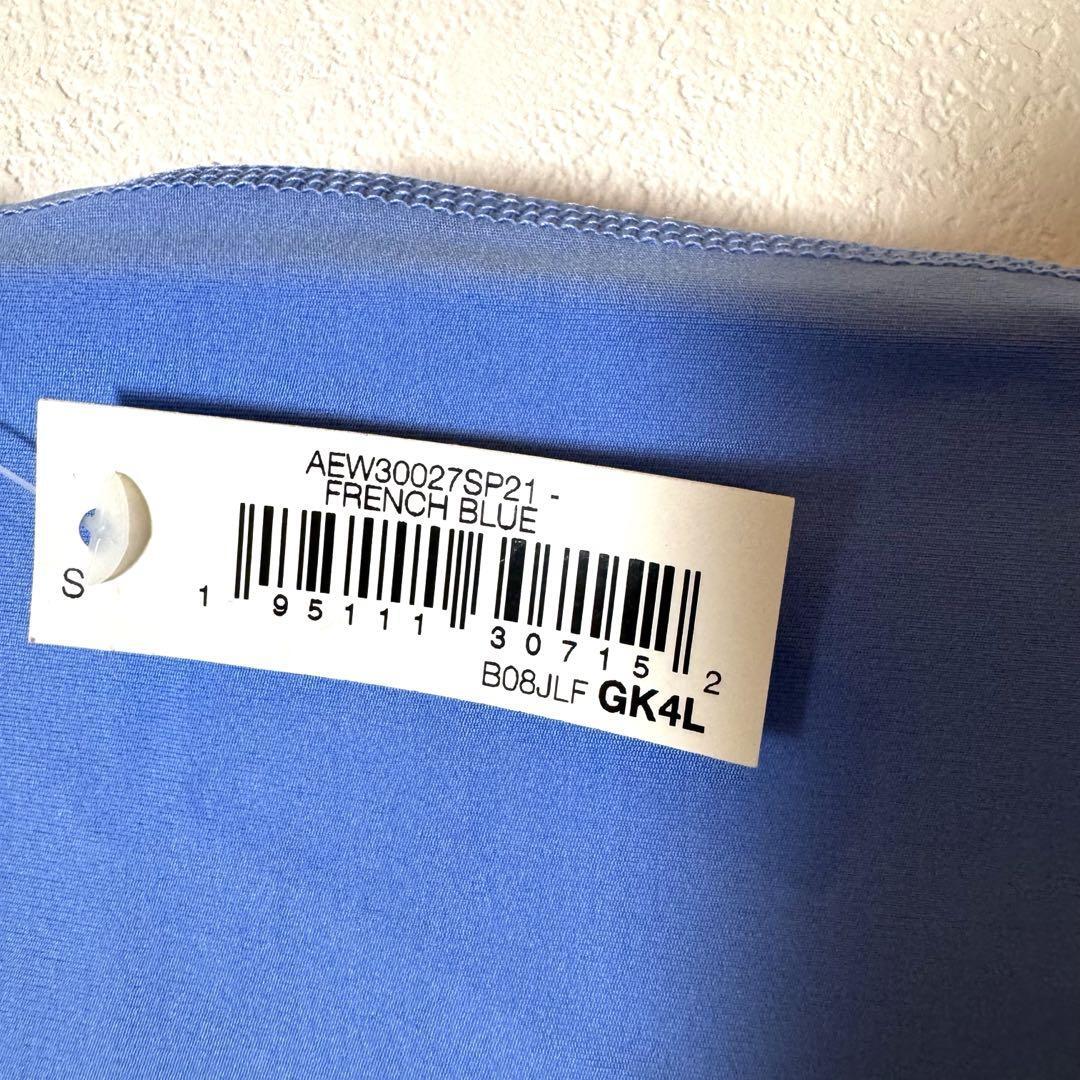 AEW30027SP21 -
FRENCH BLUE
S
1 95111 30715 2
B08JLF GK4L